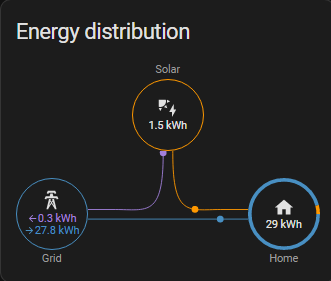 Energy distribution
Solar
1.5 kWh
←0.3 kWh
→27.8 kWh
29 kWh
Grid
Home